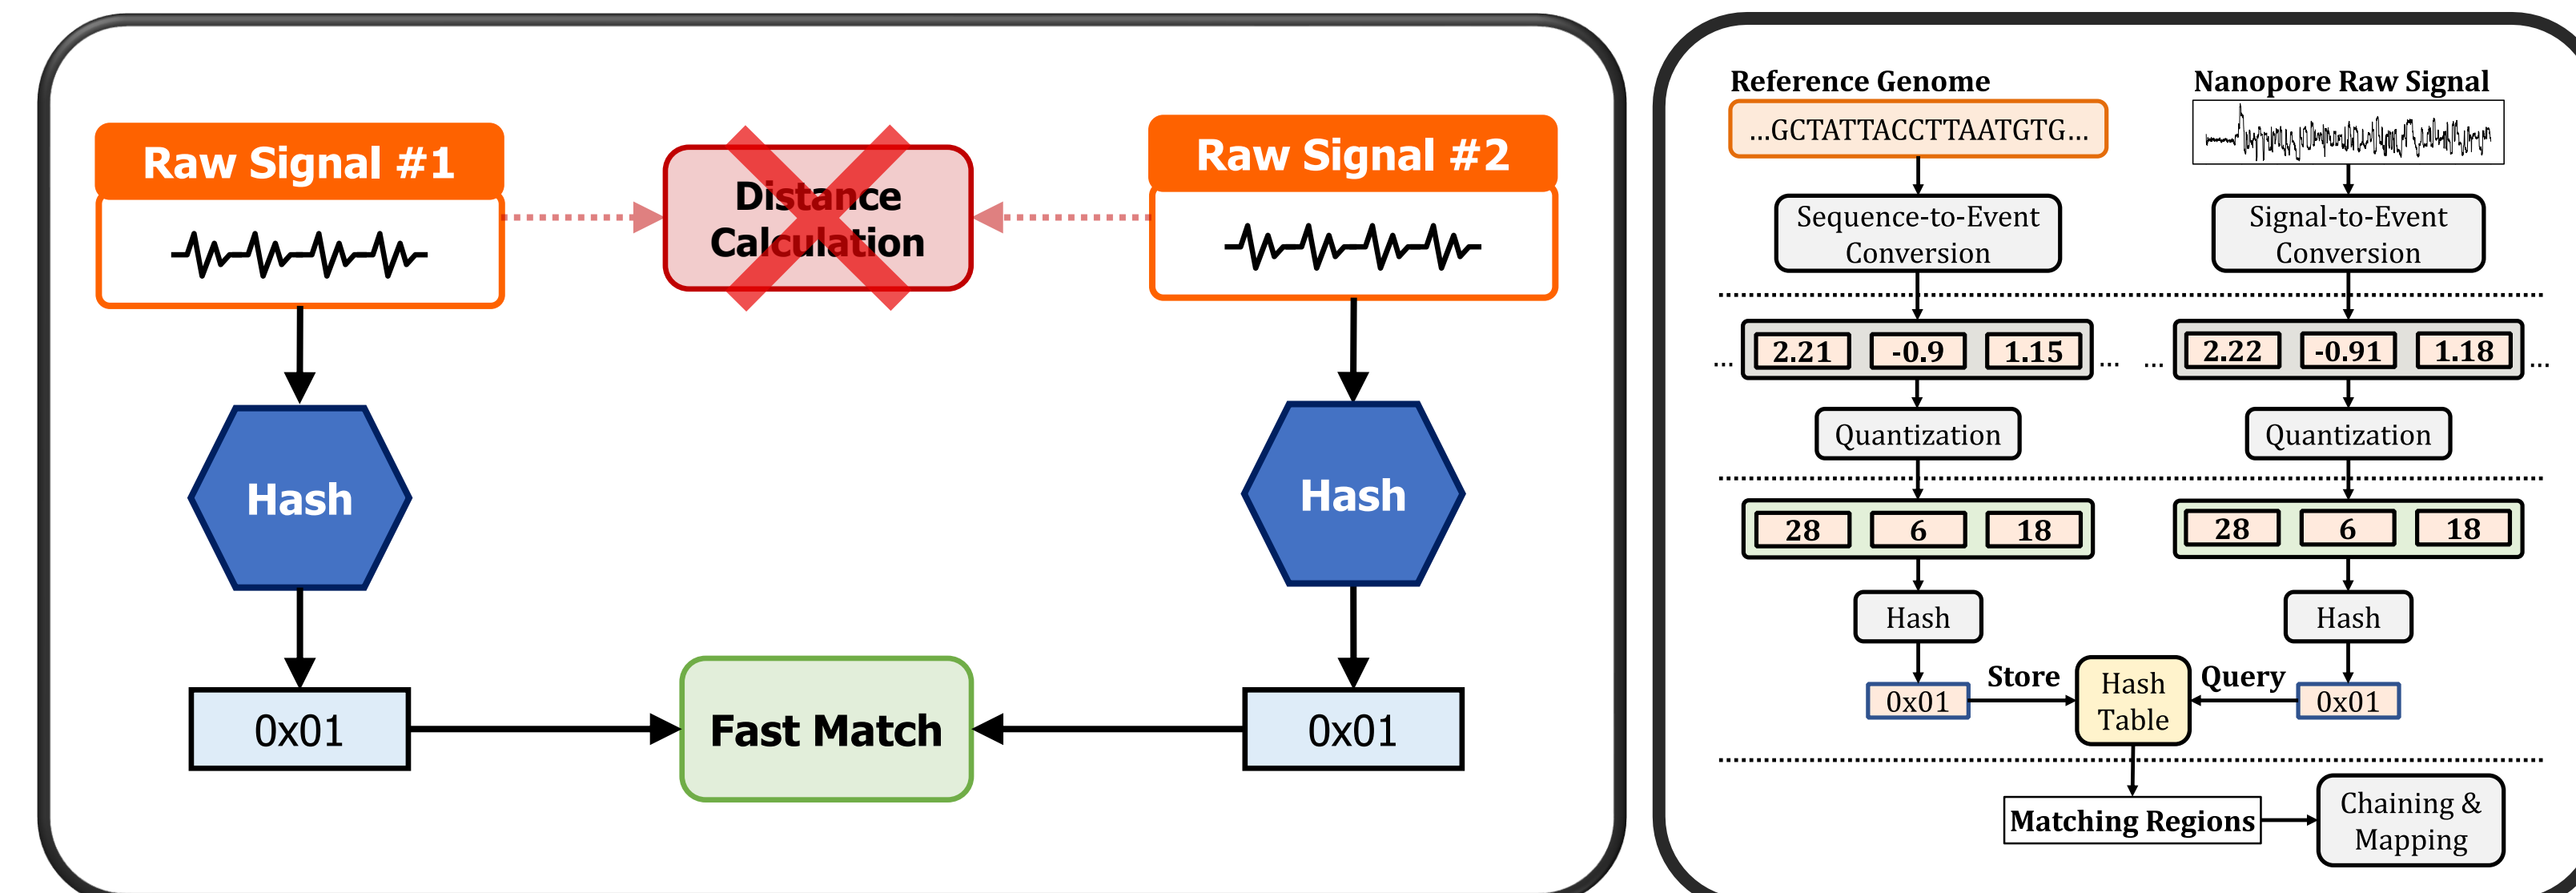 Raw Signal #1
Distance
Calculation
Raw Signal #2
Hash
Hash
0x01
Fast Match
0x01
Reference Genome
Nanopore Raw Signal
...GCTATTACCTTAATGTG...
Sequence-to-Event
Conversion
Signal-to-Event
Conversion
... 2.21 -0.9 1.15 ...
... 2.22 -0.91 1.18 ...
Quantization
Quantization
28 6 18
28 6 18
Hash
Hash
0x01
Store
Hash
Table
Query
0x01
Matching Regions
Chaining &
Mapping